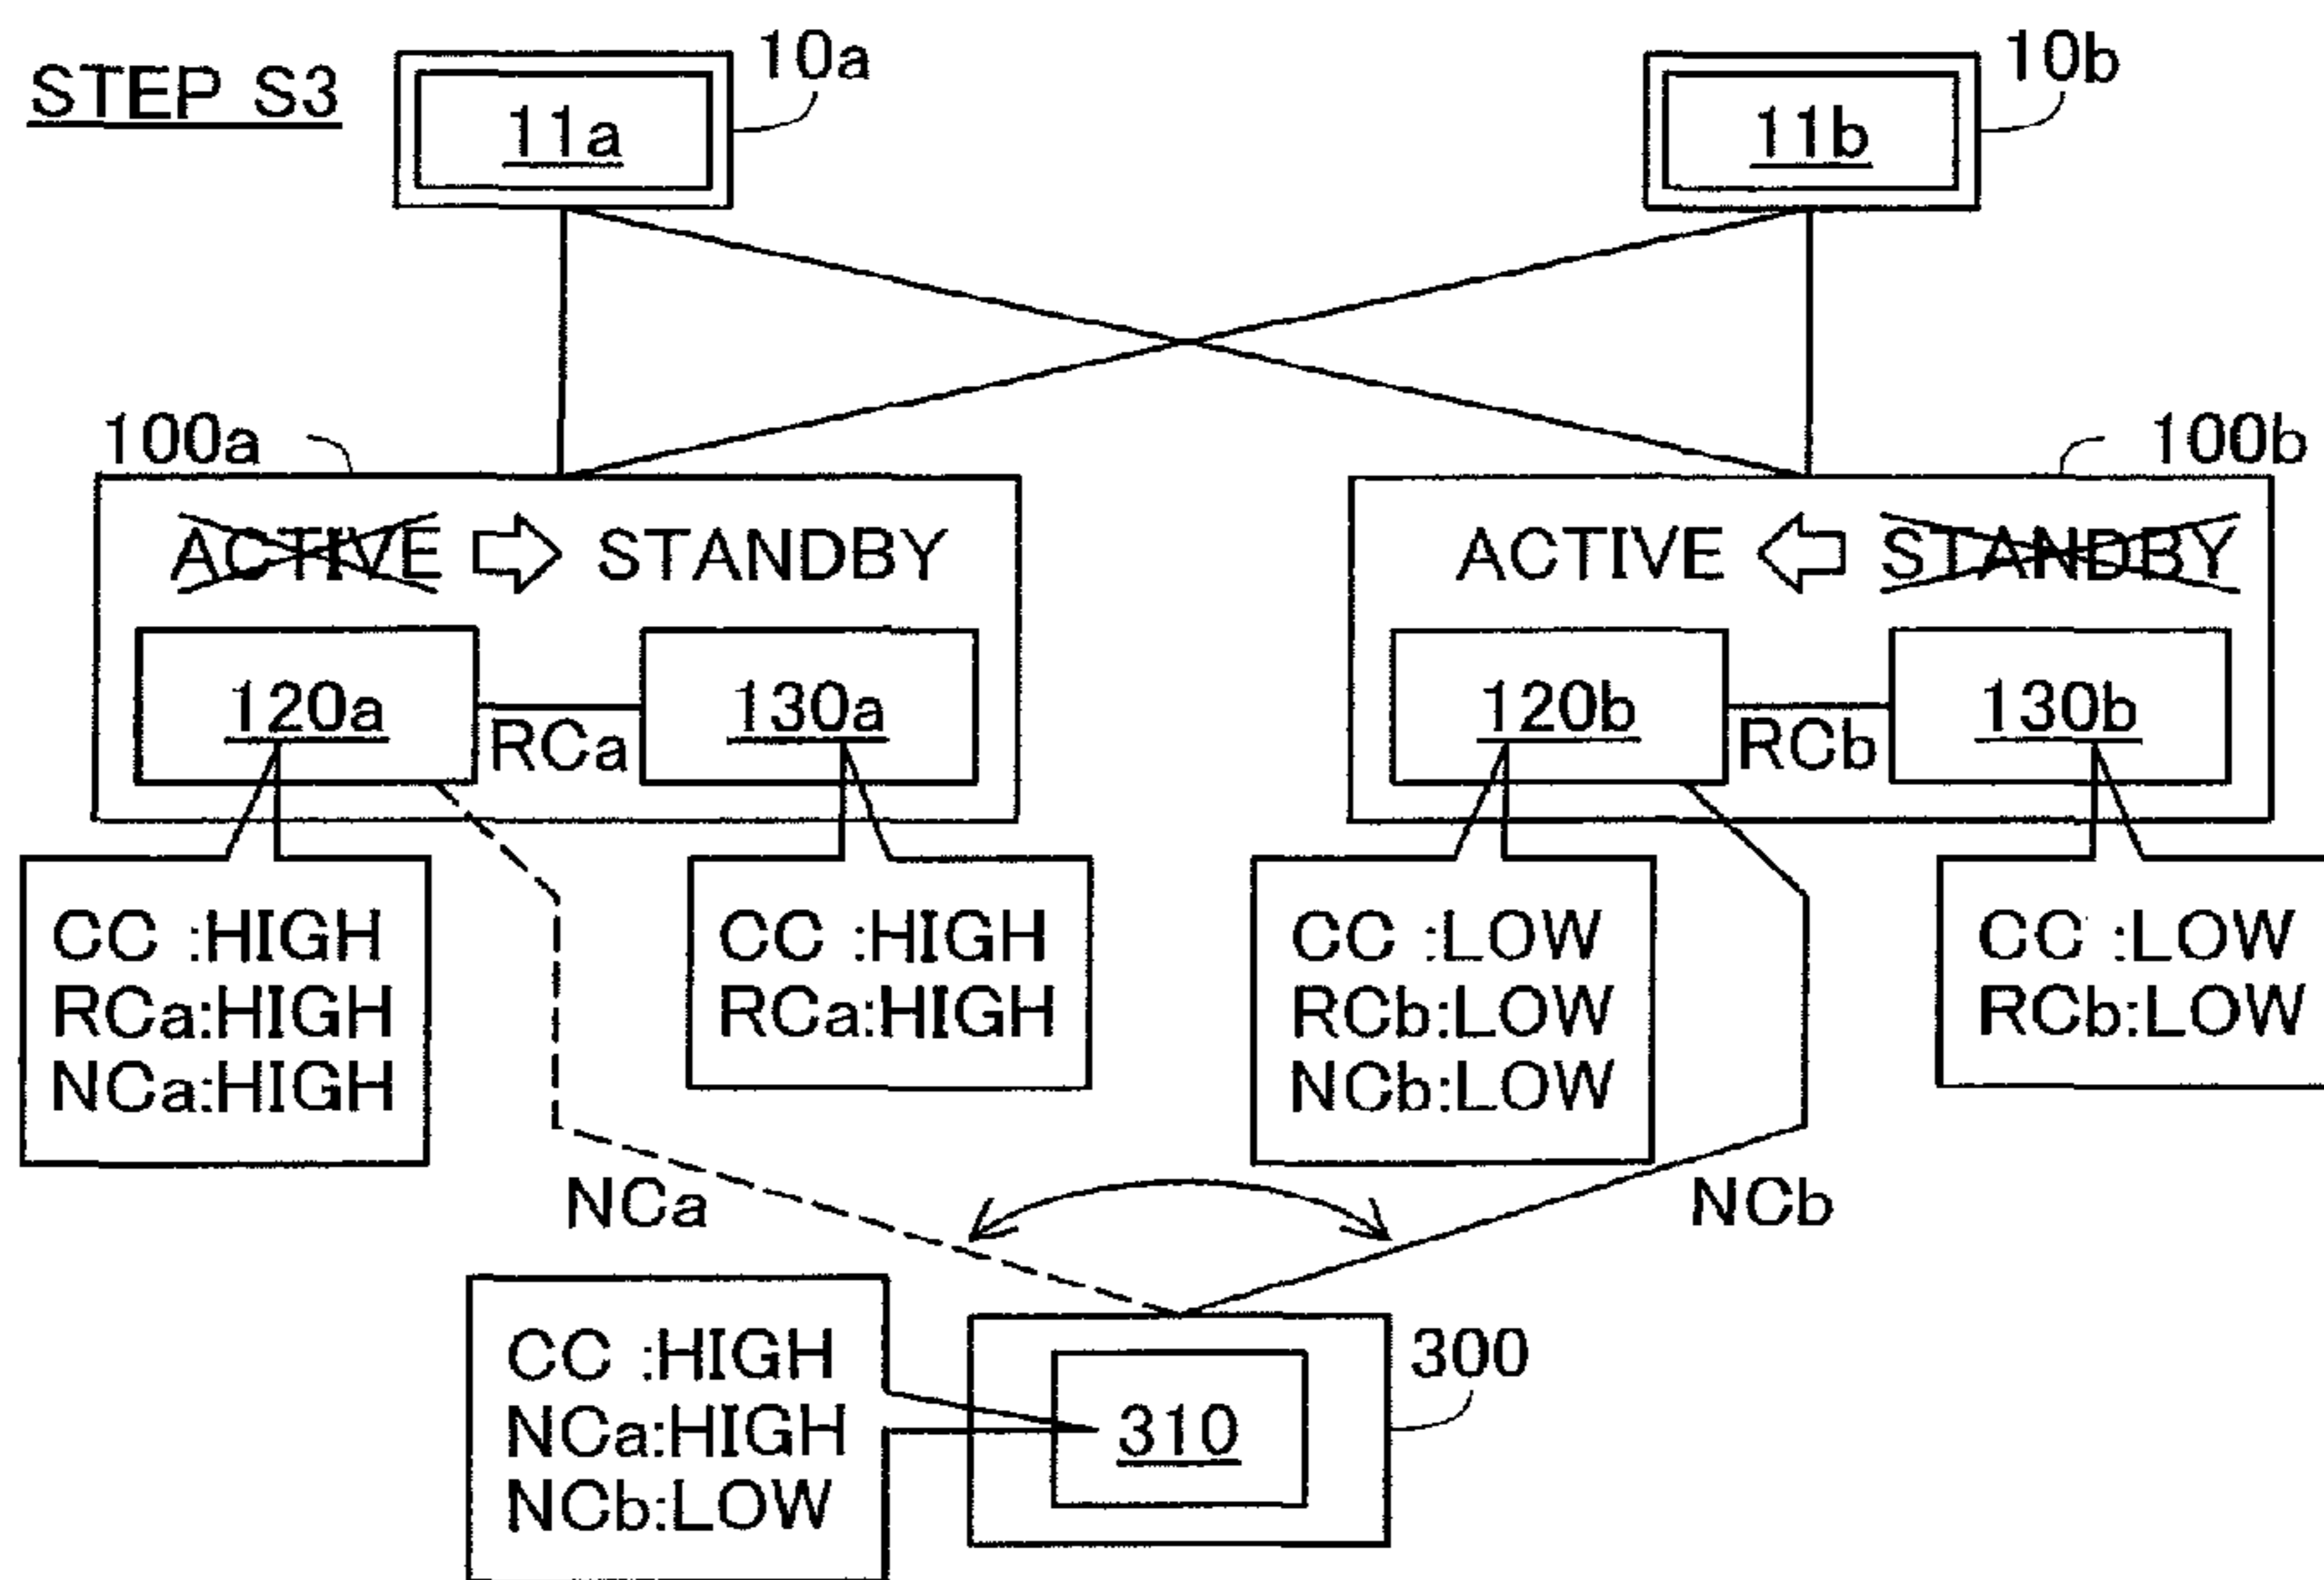 STEP S3
10a
10b
11a
11b
100a
100b
ACTIVE STANDBY
ACTIVE STANDBY
120a
RCa
130a
120b
RCb
130b
CC :HIGH
RCa:HIGH
NCa:HIGH
CC :HIGH
RCa:HIGH
CC :LOW
RCb:LOW
NCb:LOW
CC :LOW
RCb:LOW
NCa
NCb
CC :HIGH
NCa:HIGH
NCb:LOW
300
310